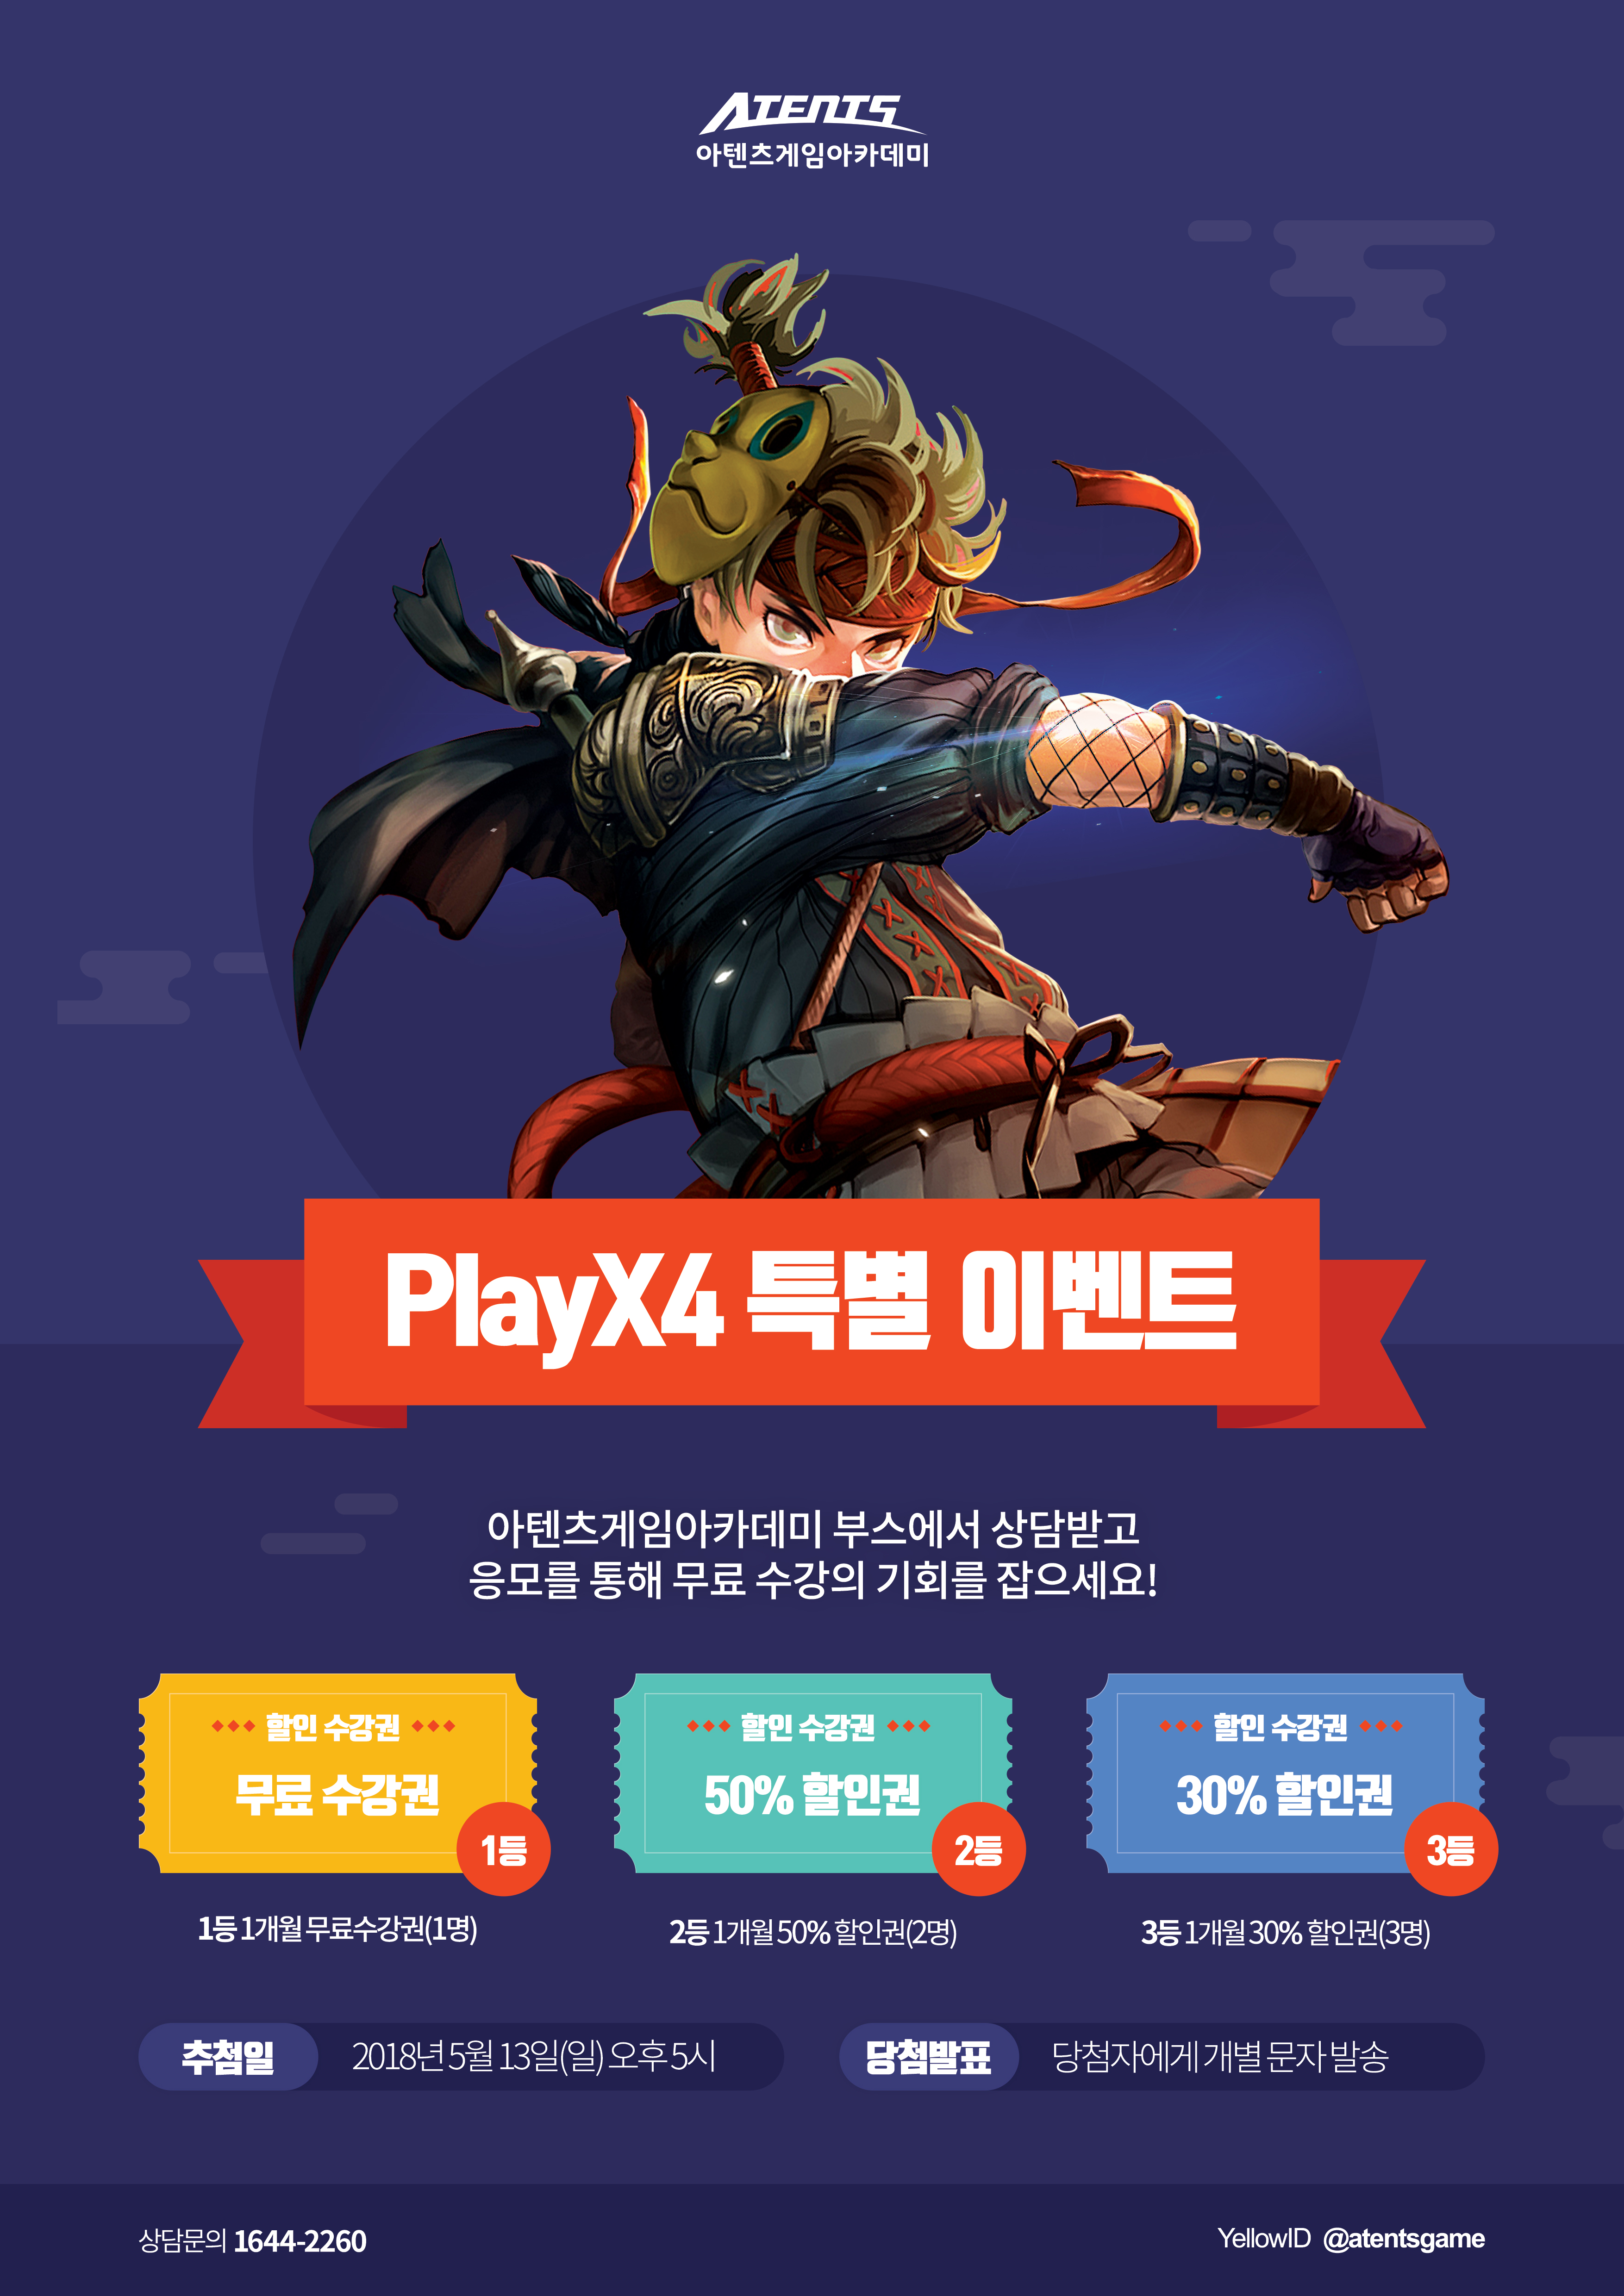 ATENTS
아텐츠게임아카데미
PlayX4 특별 이벤트
아텐츠게임아카데미 부스에서 상담받고
응모를 통해 무료 수강의 기회를 잡으세요!
할인 수강권
무료 수강권
1등
1등 1개월 무료수강권(1명)
할인 수강권
50% 할인권
2등
2등 1개월 50% 할인권(2명)
할인 수강권
30% 할인권
3등
3등 1개월 30% 할인권(3명)
추첨일 2018년 5월 13일(일) 오후 5시
당첨발표 당첨자에게 개별 문자 발송
상담문의 1644-2260
YellowID @atentsgame